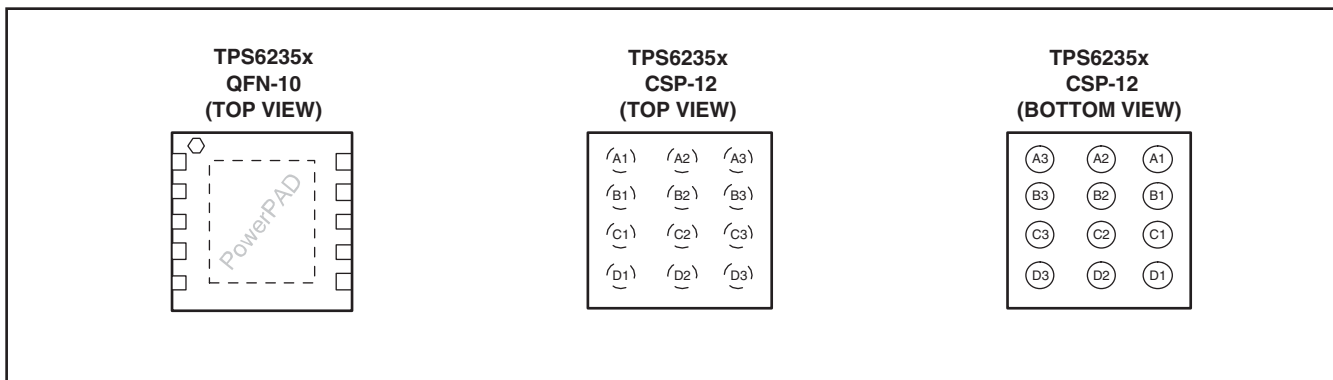 TPS6235x
QFN-10
(TOP VIEW)
PowerPAD
TPS6235x
CSP-12
(TOP VIEW)
A1 A2 A3
B1 B2 B3
C1 C2 C3
D1 D2 D3
TPS6235x
CSP-12
(BOTTOM VIEW)
A3 A2 A1
B3 B2 B1
C3 C2 C1
D3 D2 D1